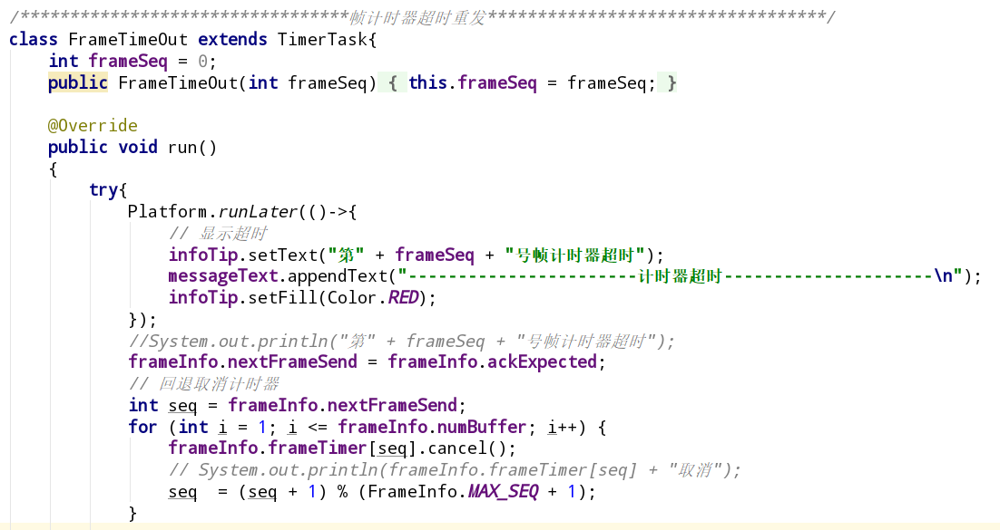 /*********************************帧计时器超时重发**********************************/
class FrameTimeOut extends TimerTask{
    int frameSeq = 0;
    public FrameTimeOut(int frameSeq) { this.frameSeq = frameSeq; }
    @Override
    public void run()
    {
        try{
            Platform.runLater(()->{
                // 显示超时
                infoTip.setText("第" + frameSeq + "号帧计时器超时");
                messageText.appendText("-----------------------计时器超时---------------------\n");
                infoTip.setFill(Color.RED);
            });
            //System.out.println("第" + frameSeq + "号帧计时器超时");
            frameInfo.nextFrameSend = frameInfo.ackExpected;
            // 回退取消计时器
            int seq = frameInfo.nextFrameSend;
            for (int i = 1; i <= frameInfo.numBuffer; i++) {
                frameInfo.frameTimer[seq].cancel();
                // System.out.println(frameInfo.frameTimer[seq] + "取消");
                seq  = (seq + 1) % (FrameInfo.MAX_SEQ + 1);
            }